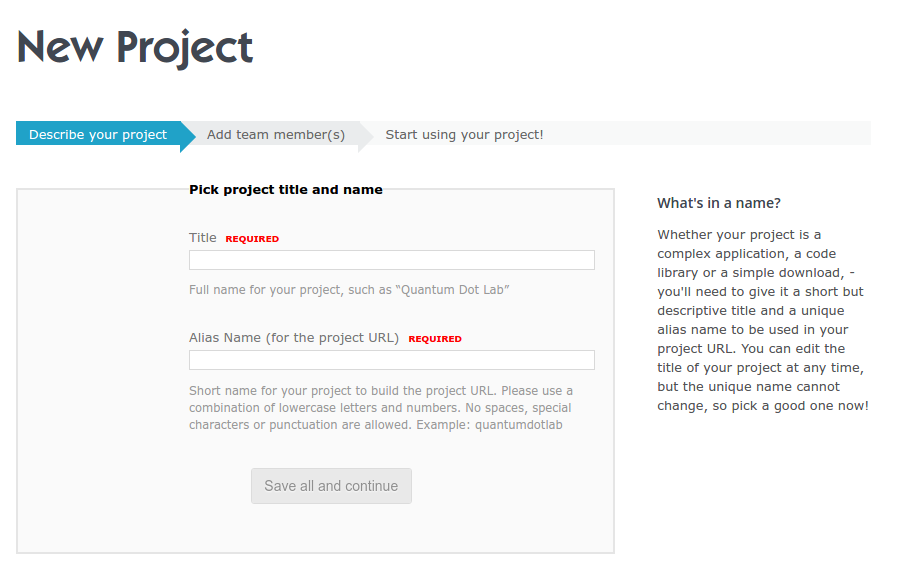 New Project
Describe your project
Add team member(s)
Start using your project!
Pick project title and name
Title REQUIRED
Full name for your project, such as “Quantum Dot Lab”
Alias Name (for the project URL) REQUIRED
Short name for your project to build the project URL. Please use a
combination of lowercase letters and numbers. No spaces, special
characters or punctuation are allowed. Example: quantumdotlab
Save all and continue
What's in a name?
Whether your project is a
complex application, a code
library or a simple download, -
you'll need to give it a short but
descriptive title and a unique
alias name to be used in your
project URL. You can edit the
title of your project at any time,
but the unique name cannot
change, so pick a good one now!